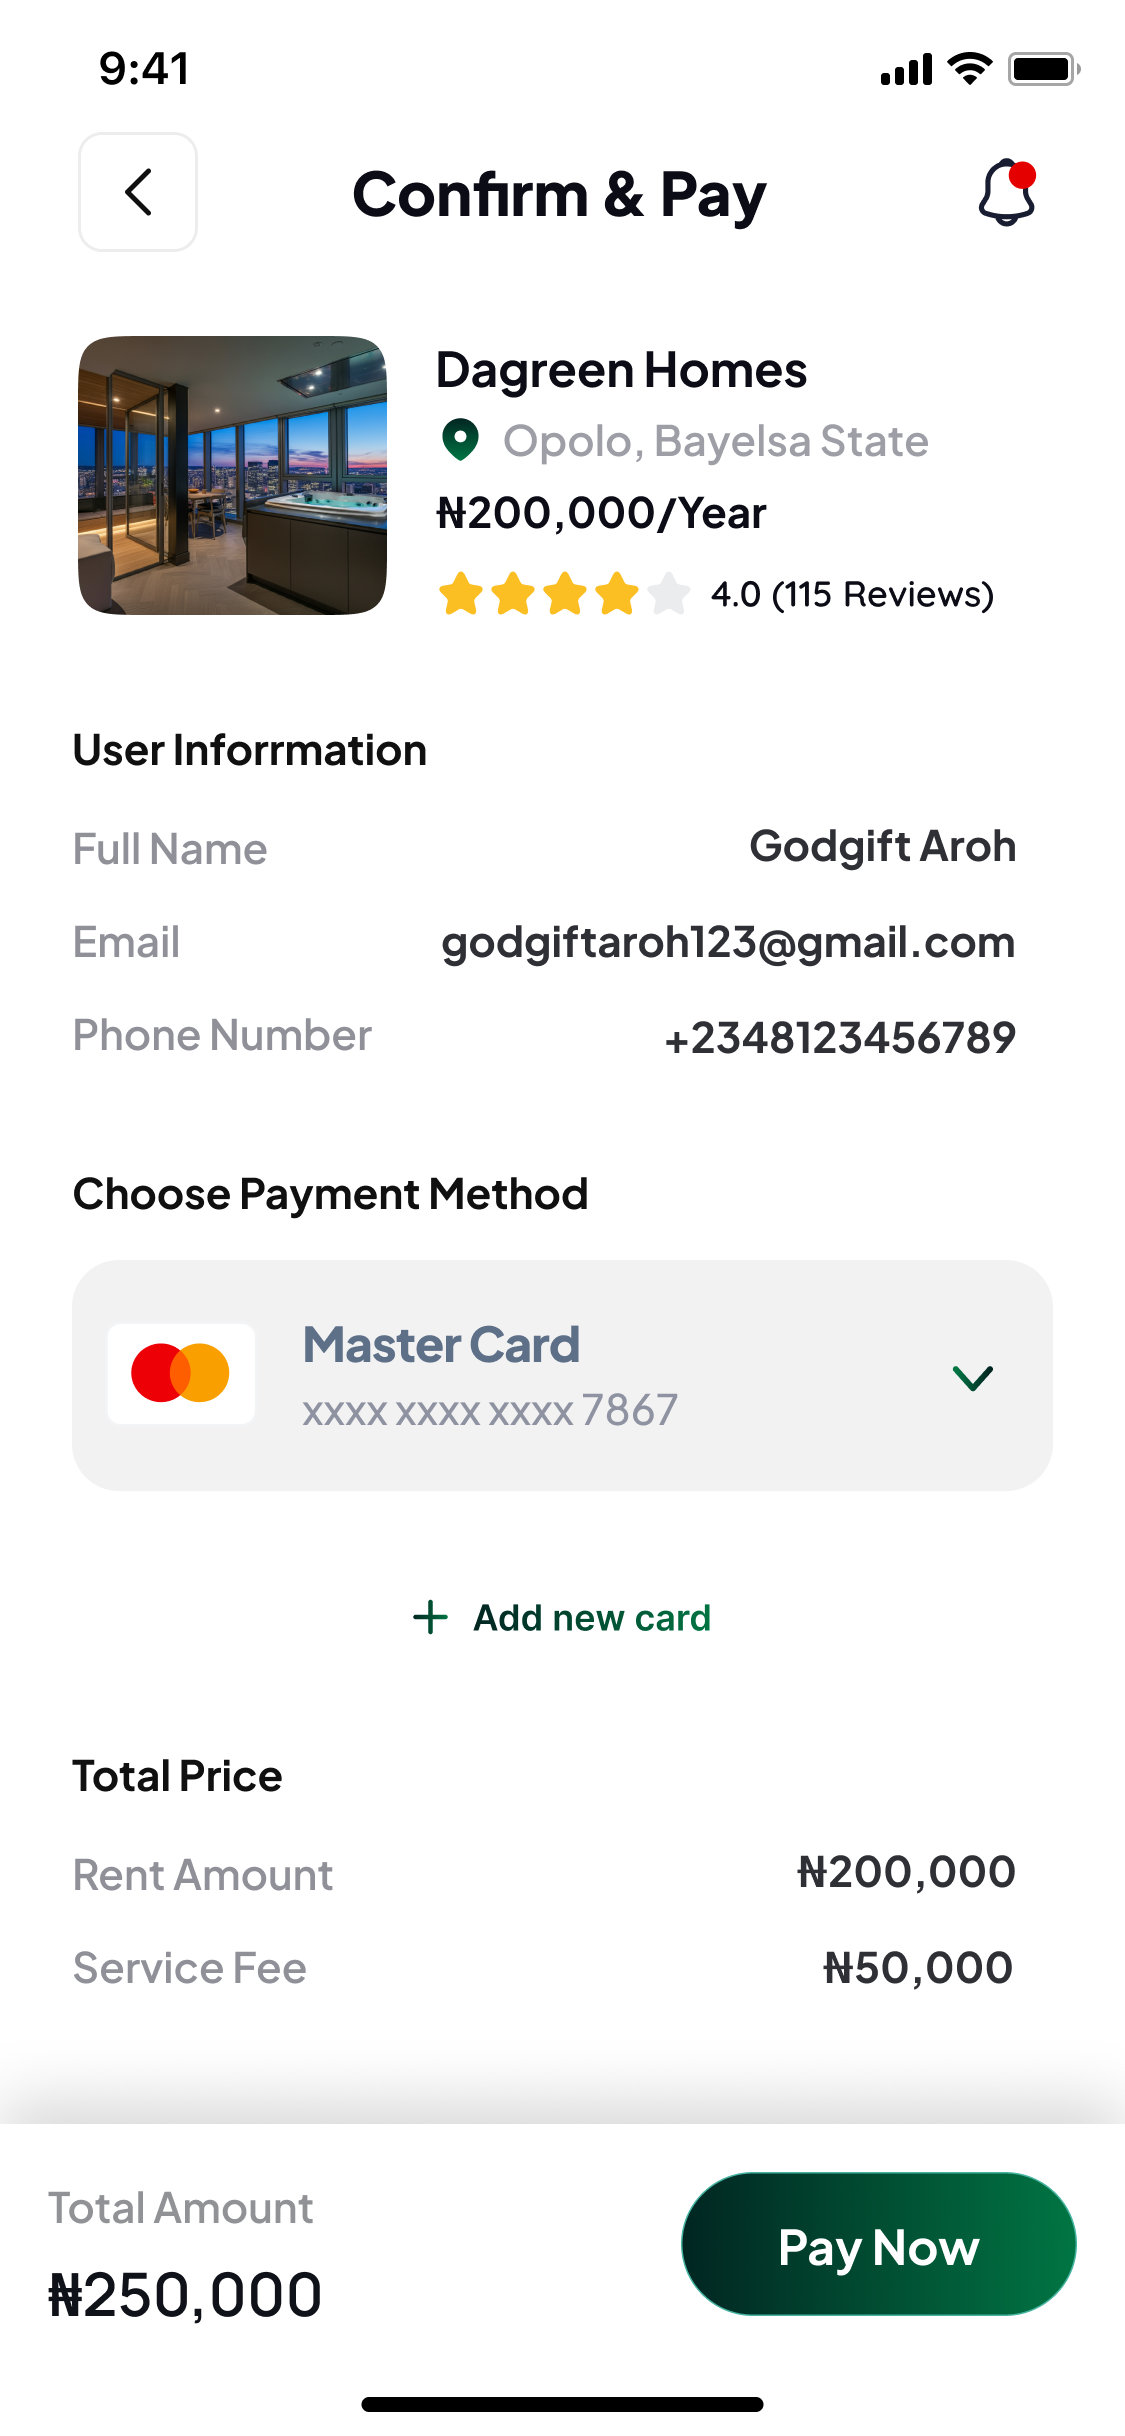 9:41
Confirm & Pay
Dagreen Homes
Opolo, Bayelsa State
₦200,000/Year
4.0 (115 Reviews)
User Inforrmation
Full Name Godgift Aroh
Email godgiftaroh123@gmail.com
Phone Number +2348123456789
Choose Payment Method
Master Card
xxxx xxxx xxxx 7867
Add new card
Total Price
Rent Amount ₦200,000
Service Fee ₦50,000
Total Amount
₦250,000
Pay Now